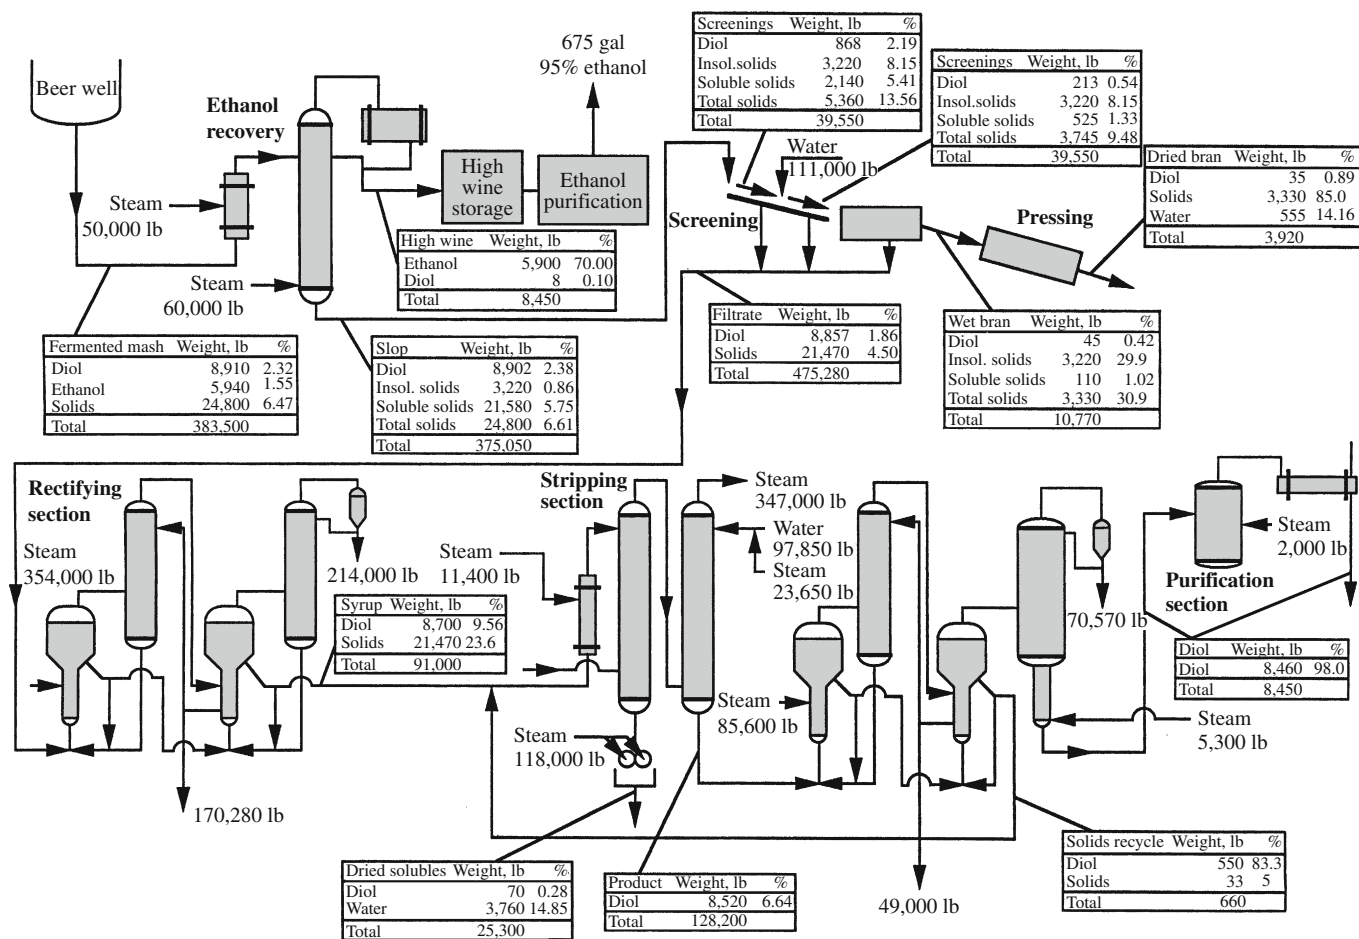 Beer well
Ethanol
recovery
675 gal
95% ethanol
Steam
50,000 lb
Steam
60,000 lb
High
wine
storage
Ethanol
purification
High wine Weight, lb %
Ethanol 5,900 70.00
Diol 8 0.10
Total 8,450
Screenings Weight, lb %
Diol 868 2.19
Insol.solids 3,220 8.15
Soluble solids 2,140 5.41
Total solids 5,360 13.56
Total 39,550
Screenings Weight, lb %
Diol 213 0.54
Insol.solids 3,220 8.15
Soluble solids 525 1.33
Total solids 3,745 9.48
Total 39,550
Water
111,000 lb
Screening
Pressing
Dried bran Weight, lb %
Diol 35 0.89
Solids 3,330 85.0
Water 555 14.16
Total 3,920
Fermented mash Weight, lb %
Diol 8,910 2.32
Ethanol 5,940 1.55
Solids 24,800 6.47
Total 383,500
Slop Weight, lb %
Diol 8,902 2.38
Insol. solids 3,220 0.86
Soluble solids 21,580 5.75
Total solids 24,800 6.61
Total 375,050
Filtrate Weight, lb %
Diol 8,857 1.86
Solids 21,470 4.50
Total 475,280
Wet bran Weight, lb %
Diol 45 0.42
Insol. solids 3,220 29.9
Soluble solids 110 1.02
Total solids 3,330 30.9
Total 10,770
Rectifying
section
Steam
354,000 lb
214,000 lb
170,280 lb
Syrup Weight, lb %
Diol 8,700 9.56
Solids 21,470 23.6
Total 91,000
Stripping
section
Steam
11,400 lb
Steam
118,000 lb
Steam
347,000 lb
Water
97,850 lb
Steam
23,650 lb
Steam
85,600 lb
49,000 lb
70,570 lb
Steam
5,300 lb
Steam
2,000 lb
Purification
section
Diol Weight, lb %
Diol 8,460 98.0
Total 8,450
Dried solubles Weight, lb %
Diol 70 0.28
Water 3,760 14.85
Total 25,300
Product Weight, lb %
Diol 8,520 6.64
Total 128,200
Solids recycle Weight, lb %
Diol 550 83.3
Solids 33 5
Total 660